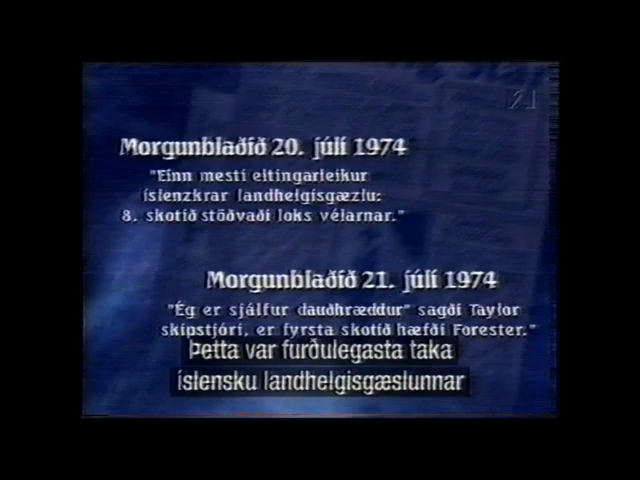 Morgunblaðið 20. júlí 1974
"Einn mesti eltingarleikur
íslenzkrar landhelgisgæzlu:
8. skotið stöðvaði loks vélarnar."
Morgunblaðið 21. júlí 1974
"Ég er sjálfur dauðhræddur" sagði Taylor
skipstjóri, er fyrsta skotið hæfði Forester."
Þetta var furðulegasta taka
íslensku landhelgisgæslunnar